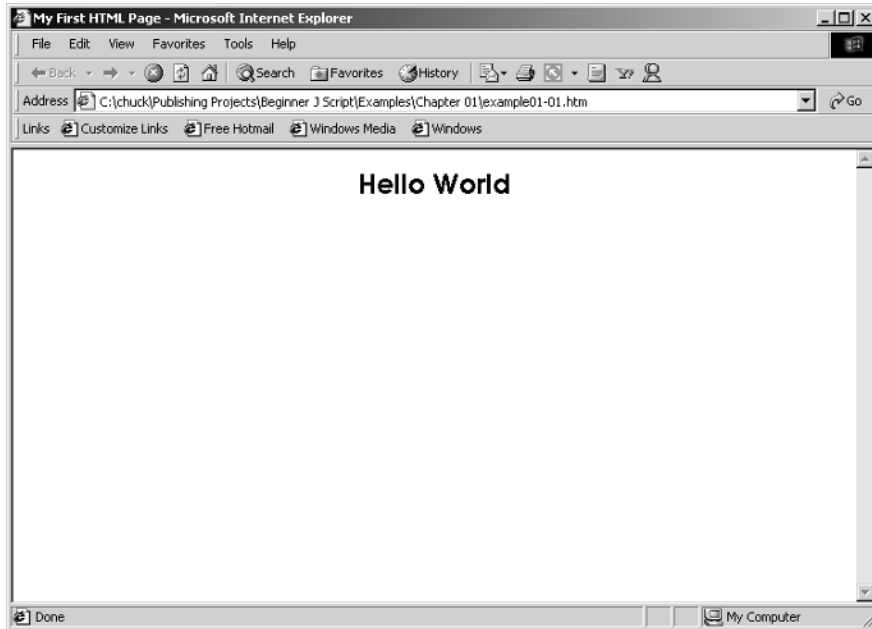 My First HTML Page - Microsoft Internet Explorer
File Edit View Favorites Tools Help
Back Search Favorites History
Address C:\chuck\Publishing Projects\Beginner J Script\Examples\Chapter 01\example01-01.htm Go
Links Customize Links Free Hotmail Windows Media Windows
Hello World
Done My Computer